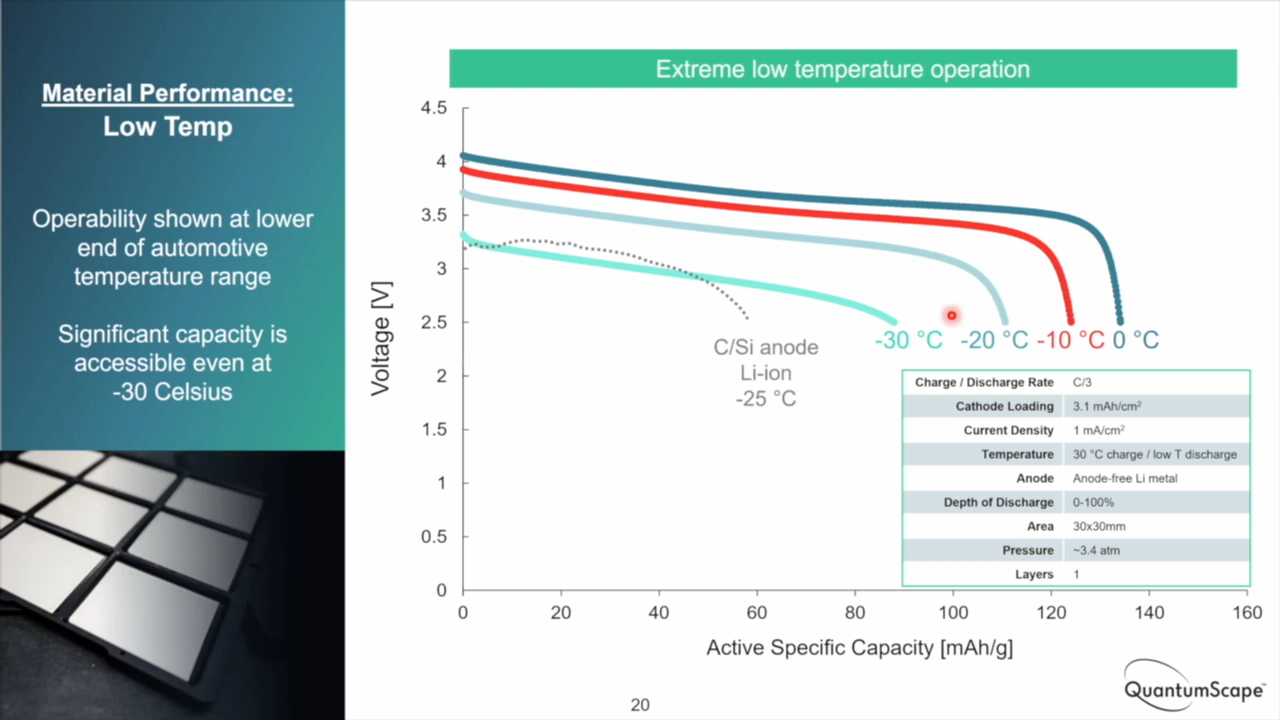 Material Performance:
Low Temp
Operability shown at lower
end of automotive
temperature range
Significant capacity is
accessible even at
-30 Celsius
Extreme low temperature operation
4.5
4
3.5
3
2.5
2
1.5
1
0.5
0
Voltage [V]
C/Si anode
Li-ion
-25 °C
-30 °C -20 °C -10 °C 0 °C
Charge / Discharge Rate C/3
Cathode Loading 3.1 mAh/cm²
Current Density 1 mA/cm²
Temperature 30 °C charge / low T discharge
Anode Anode-free Li metal
Depth of Discharge 0-100%
Area 30x30mm
Pressure ~3.4 atm
Layers 1
0 20 40 60 80 100 120 140 160
Active Specific Capacity [mAh/g]
20
QuantumScape™